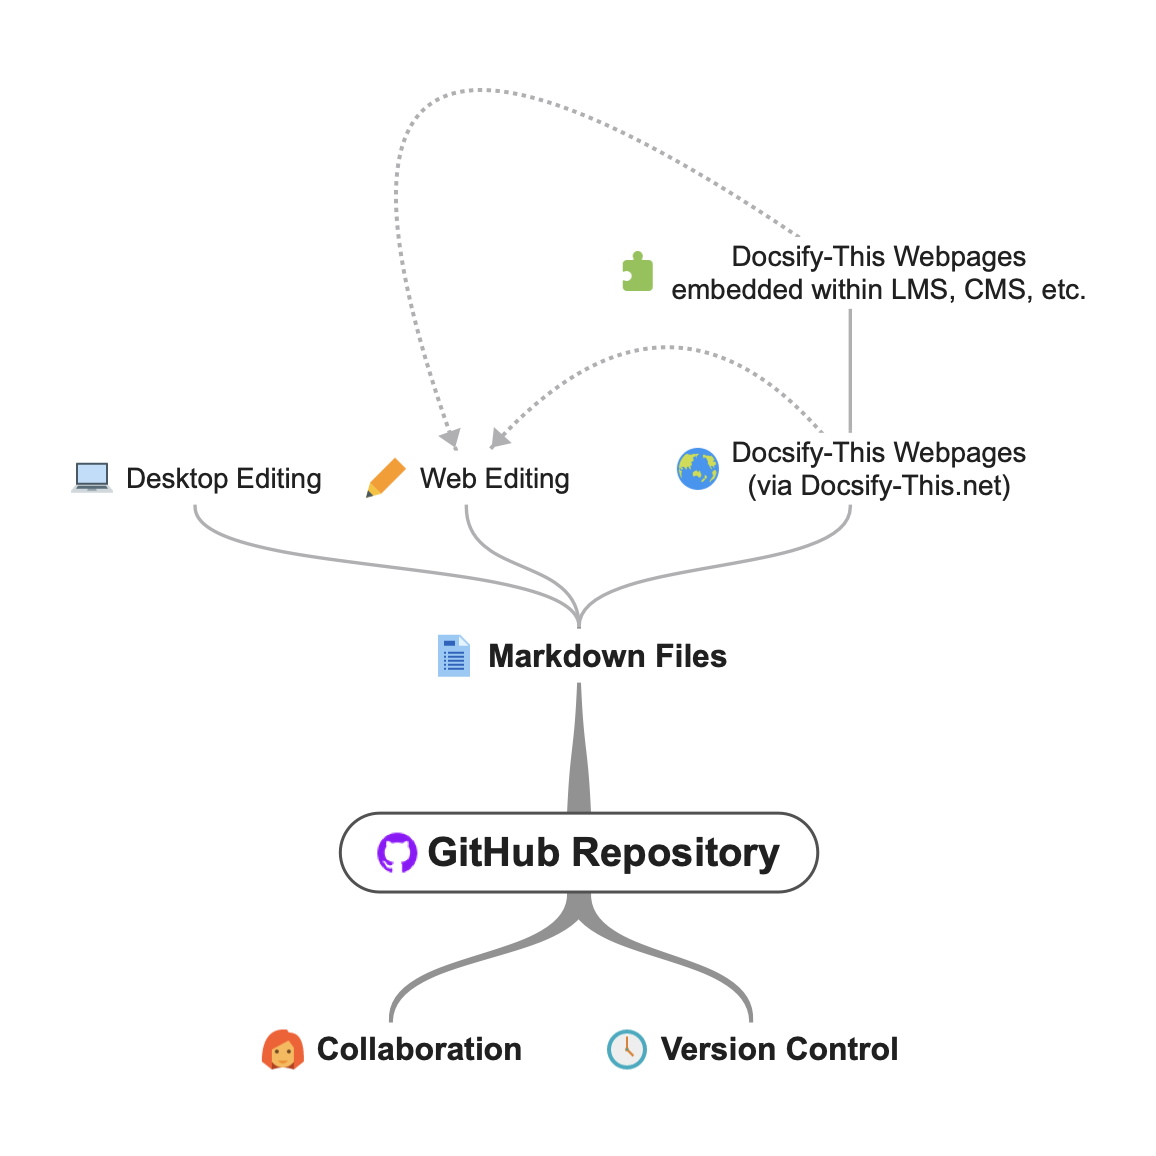 Docsify-This Webpages
embedded within LMS, CMS, etc.
Desktop Editing
Web Editing
Docsify-This Webpages
(via Docsify-This.net)
Markdown Files
GitHub Repository
Collaboration
Version Control